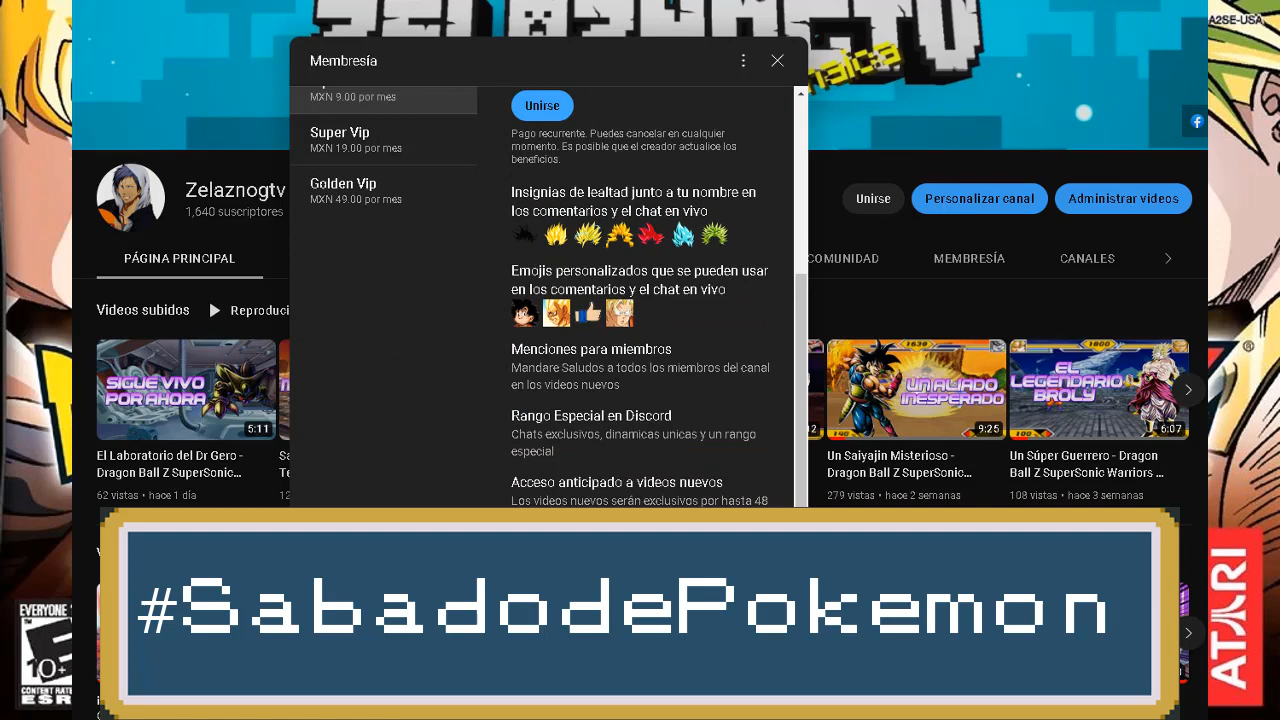 ZELAZNOGTV
A2SE-USA
Membresía
MXN 9.00 por mes
Super Vip
MXN 19.00 por mes
Golden Vip
MXN 49.00 por mes
Unirse
Pago recurrente. Puedes cancelar en cualquier
momento. Es posible que el creador actualice los
beneficios.
Insignias de lealtad junto a tu nombre en
los comentarios y el chat en vivo
Emojis personalizados que se pueden usar
en los comentarios y el chat en vivo
Menciones para miembros
Mandare Saludos a todos los miembros del canal
en los videos nuevos
Rango Especial en Discord
Chats exclusivos, dinamicas unicas y un rango
especial
Acceso anticipado a videos nuevos
Los videos nuevos serán exclusivos por hasta 48
Zelaznogtv
1,640 suscriptores
Unirse
Personalizar canal
Administrar videos
PÁGINA PRINCIPAL
COMUNIDAD
MEMBRESÍA
CANALES
Videos subidos
Reproduci
SIGUE VIVO
POR AHORA
5:11
El Laboratorio del Dr Gero -
Dragon Ball Z SuperSonic...
62 vistas • hace 1 día
UN ALIADO
INESPERADO
9:25
Un Saiyajin Misterioso -
Dragon Ball Z SuperSonic...
279 vistas • hace 2 semanas
EL
LEGENDARIO
BROLY
6:07
Un Súper Guerrero - Dragon
Ball Z SuperSonic Warriors ...
108 vistas • hace 3 semanas
#SabadodePokemon
EVERYONE
10+
CONTENT RATE
ESR
ATARI
®